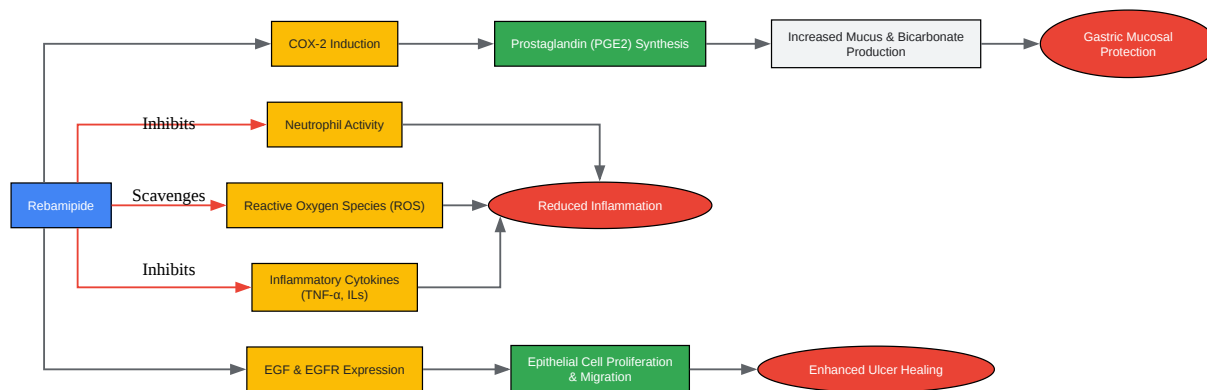 COX-2 Induction
Prostaglandin (PGE2) Synthesis
Increased Mucus & Bicarbonate
Production
Gastric Mucosal
Protection
Inhibits
Neutrophil Activity
Rebamipide
Scavenges
Reactive Oxygen Species (ROS)
Reduced Inflammation
Inhibits
Inflammatory Cytokines
(TNF-α, ILs)
EGF & EGFR Expression
Epithelial Cell Proliferation
& Migration
Enhanced Ulcer Healing